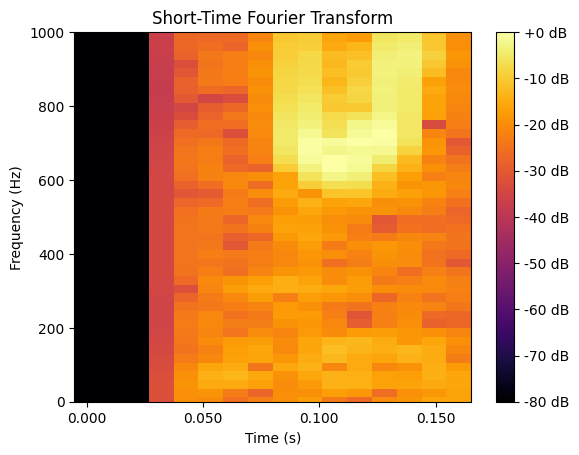 Short-Time Fourier Transform
Frequency (Hz)
1000
800
600
400
200
0
0.000
0.050
0.100
0.150
Time (s)
+0 dB
-10 dB
-20 dB
-30 dB
-40 dB
-50 dB
-60 dB
-70 dB
-80 dB